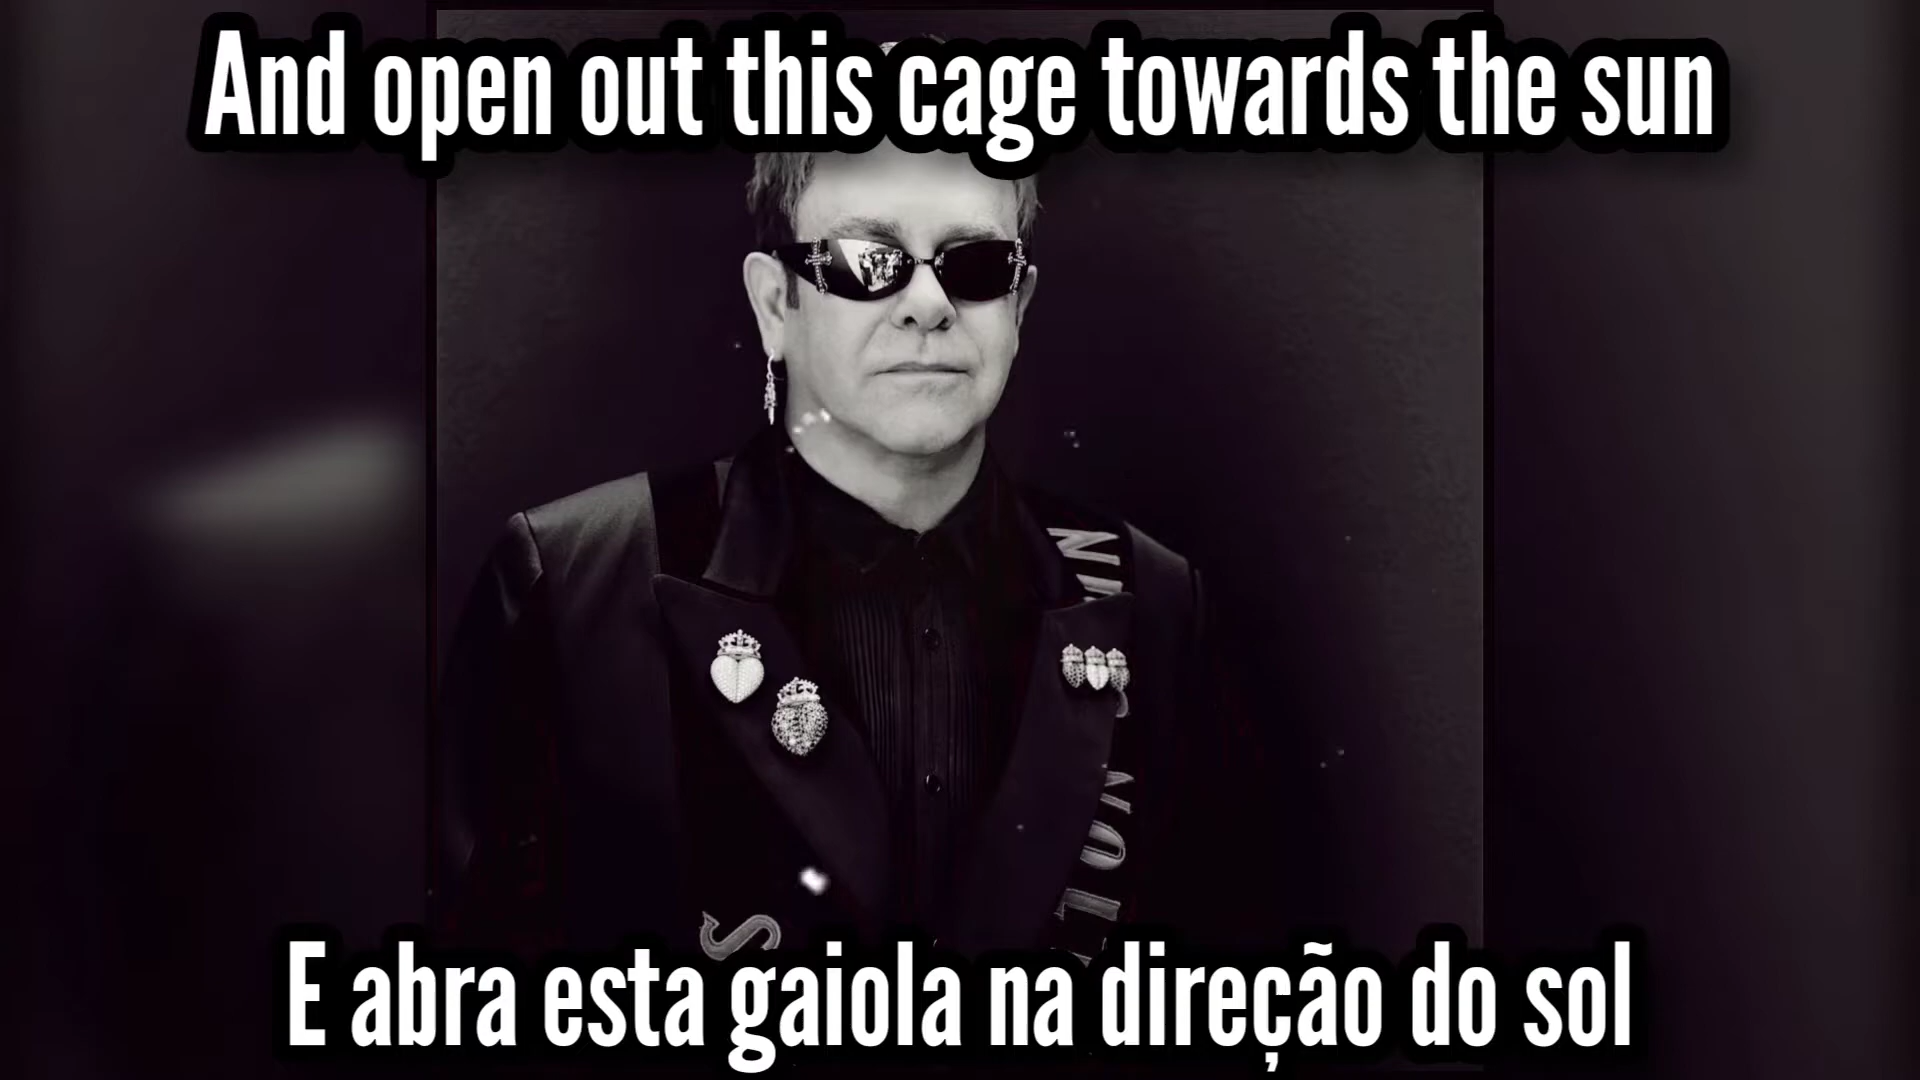 And open out this cage towards the sun
E abra esta gaiola na direção do sol